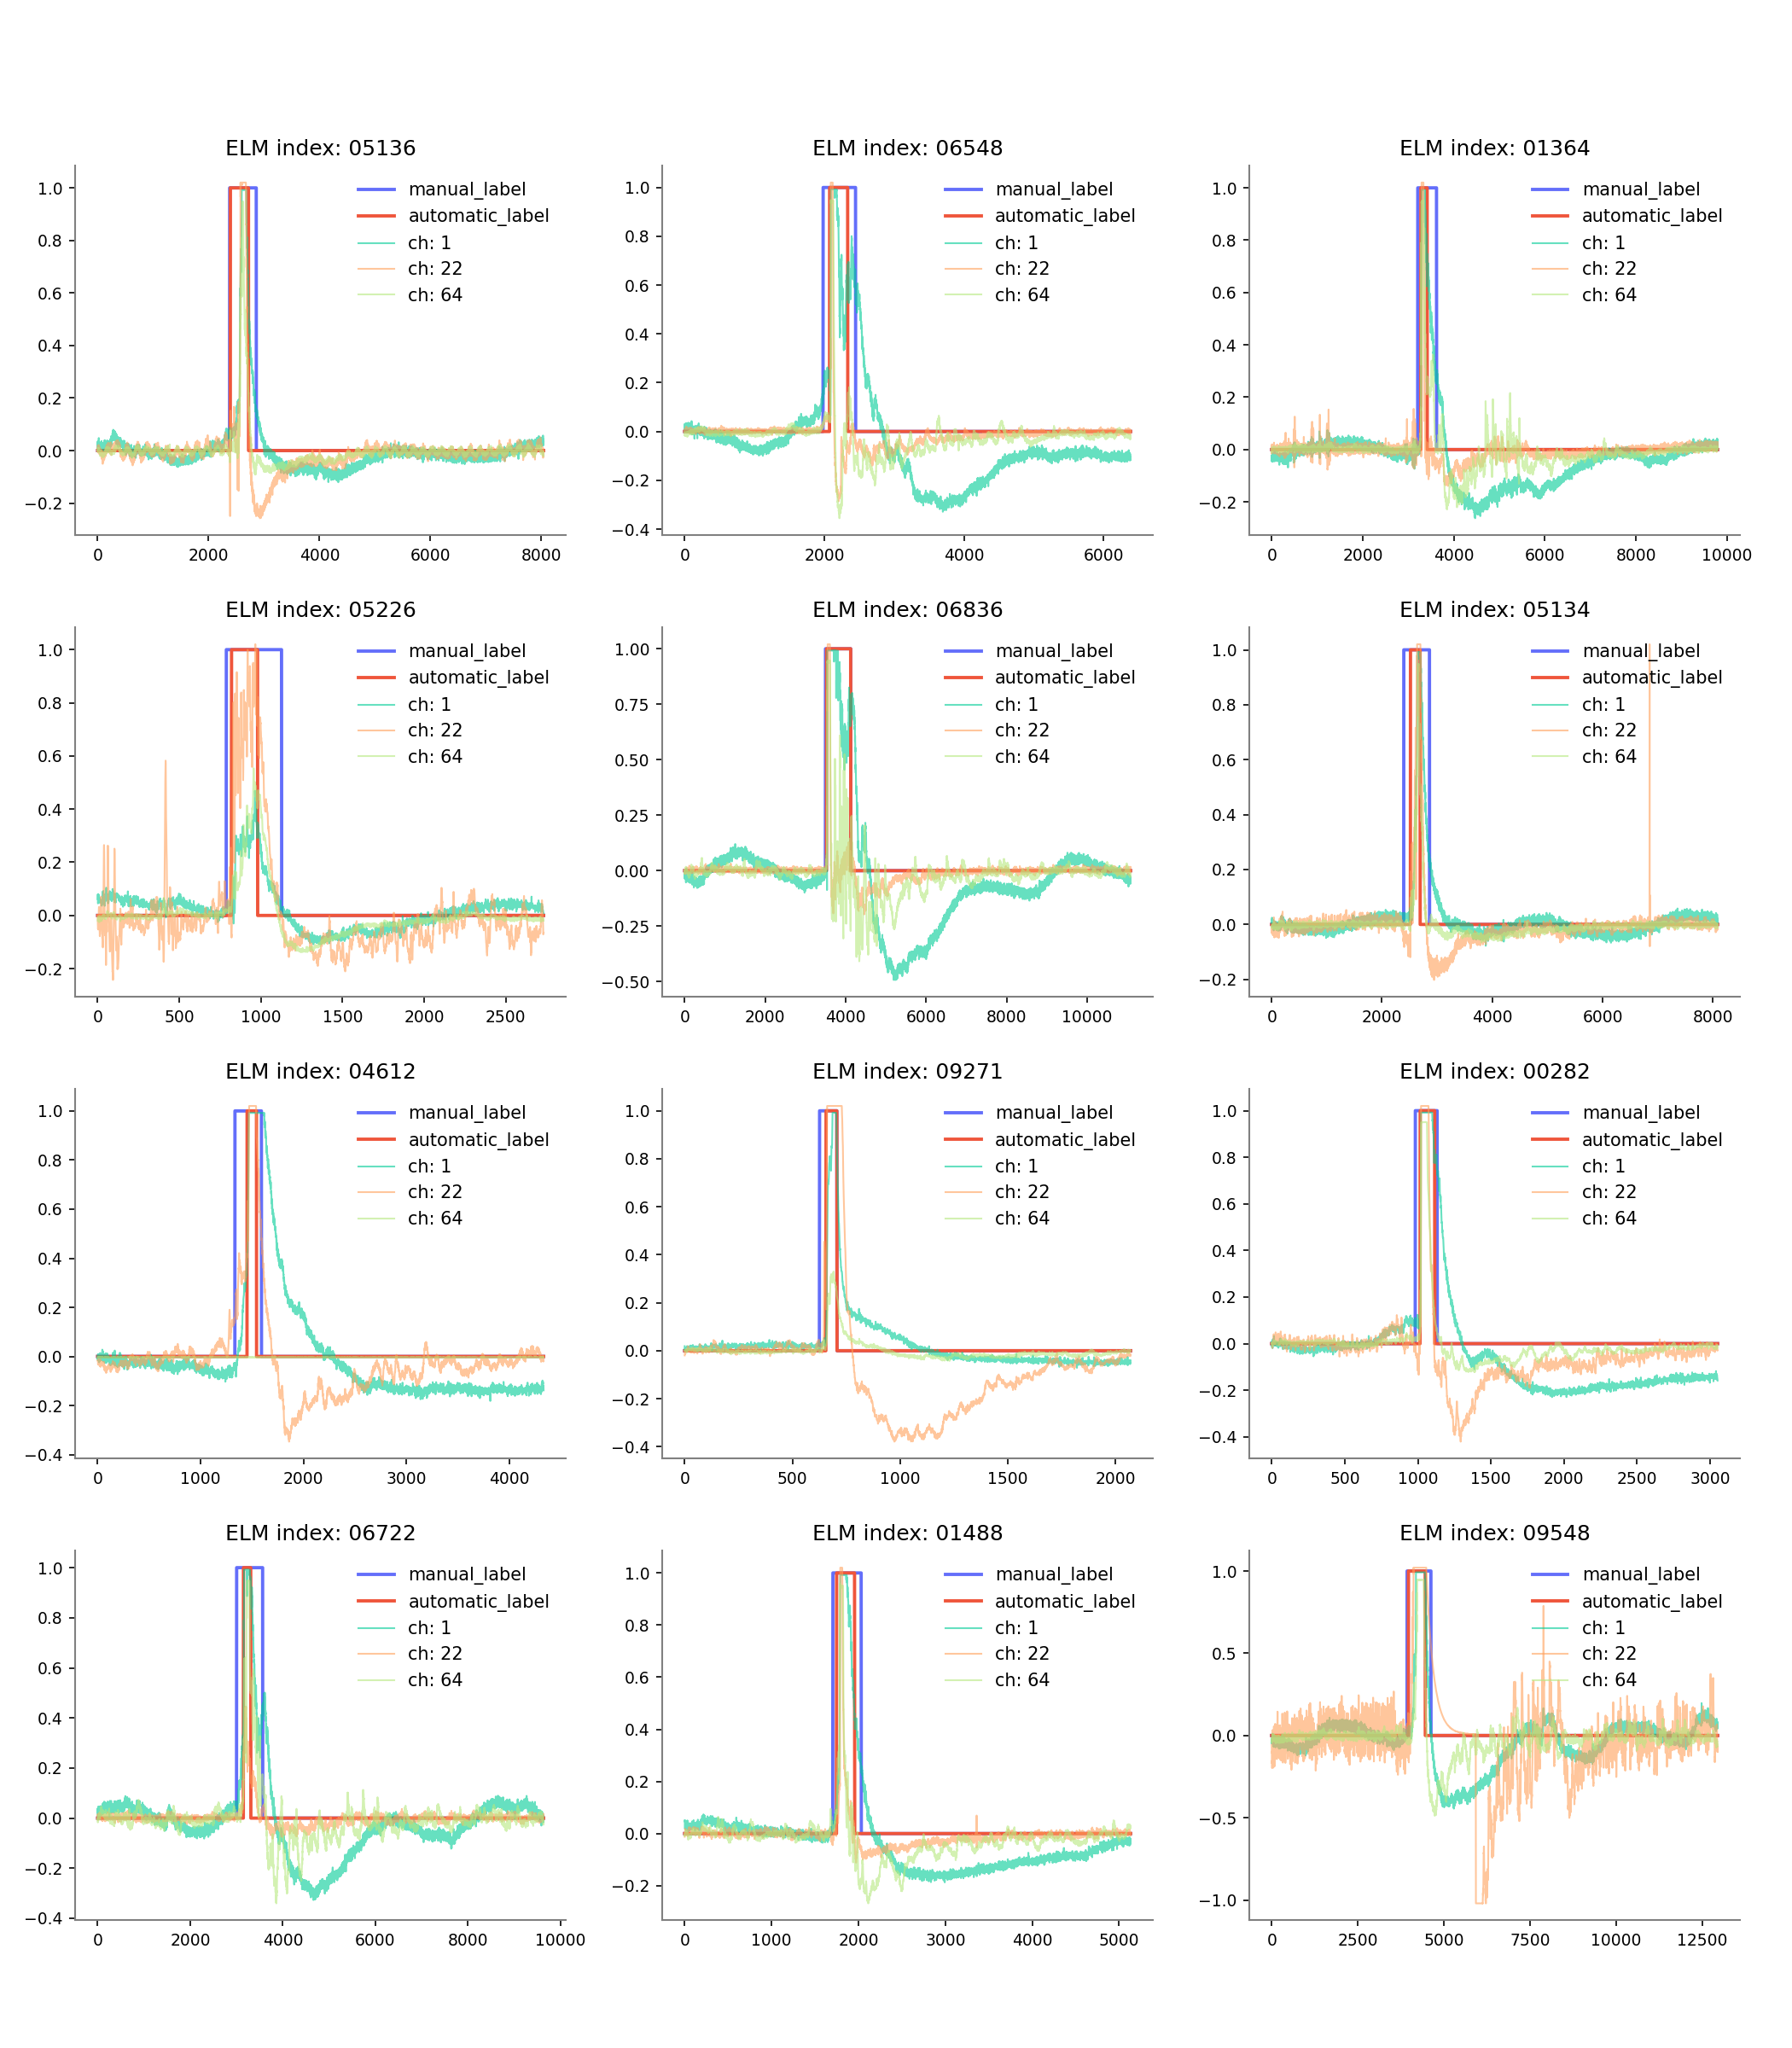 ELM index: 05136
1.0
0.8
0.6
0.4
0.2
0.0
−0.2
0 2000 4000 6000 8000
manual_label
automatic_label
ch: 1
ch: 22
ch: 64
ELM index: 06548
1.0
0.8
0.6
0.4
0.2
0.0
−0.2
−0.4
0 2000 4000 6000
manual_label
automatic_label
ch: 1
ch: 22
ch: 64
ELM index: 01364
1.0
0.8
0.6
0.4
0.2
0.0
−0.2
0 2000 4000 6000 8000 10000
manual_label
automatic_label
ch: 1
ch: 22
ch: 64
ELM index: 05226
1.0
0.8
0.6
0.4
0.2
0.0
−0.2
0 500 1000 1500 2000 2500
manual_label
automatic_label
ch: 1
ch: 22
ch: 64
ELM index: 06836
1.00
0.75
0.50
0.25
0.00
−0.25
−0.50
0 2000 4000 6000 8000 10000
manual_label
automatic_label
ch: 1
ch: 22
ch: 64
ELM index: 05134
1.0
0.8
0.6
0.4
0.2
0.0
−0.2
0 2000 4000 6000 8000
manual_label
automatic_label
ch: 1
ch: 22
ch: 64
ELM index: 04612
1.0
0.8
0.6
0.4
0.2
0.0
−0.2
−0.4
0 1000 2000 3000 4000
manual_label
automatic_label
ch: 1
ch: 22
ch: 64
ELM index: 09271
1.0
0.8
0.6
0.4
0.2
0.0
−0.2
−0.4
0 500 1000 1500 2000
manual_label
automatic_label
ch: 1
ch: 22
ch: 64
ELM index: 00282
1.0
0.8
0.6
0.4
0.2
0.0
−0.2
−0.4
0 500 1000 1500 2000 2500 3000
manual_label
automatic_label
ch: 1
ch: 22
ch: 64
ELM index: 06722
1.0
0.8
0.6
0.4
0.2
0.0
−0.2
−0.4
0 2000 4000 6000 8000 10000
manual_label
automatic_label
ch: 1
ch: 22
ch: 64
ELM index: 01488
1.0
0.8
0.6
0.4
0.2
0.0
−0.2
0 1000 2000 3000 4000 5000
manual_label
automatic_label
ch: 1
ch: 22
ch: 64
ELM index: 09548
1.0
0.5
0.0
−0.5
−1.0
0 2500 5000 7500 10000 12500
manual_label
automatic_label
ch: 1
ch: 22
ch: 64